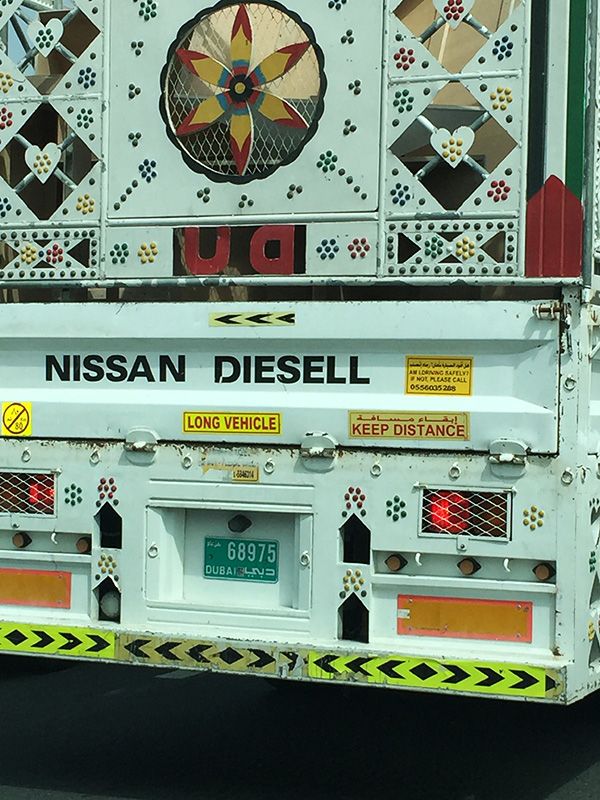 UD
NISSAN DIESELL
AM I DRIVING SAFELY?
IF NOT, PLEASE CALL
0556035288
80
LONG VEHICLE
إبقاء مسافة
KEEP DISTANCE
68975
DUBAI دبي